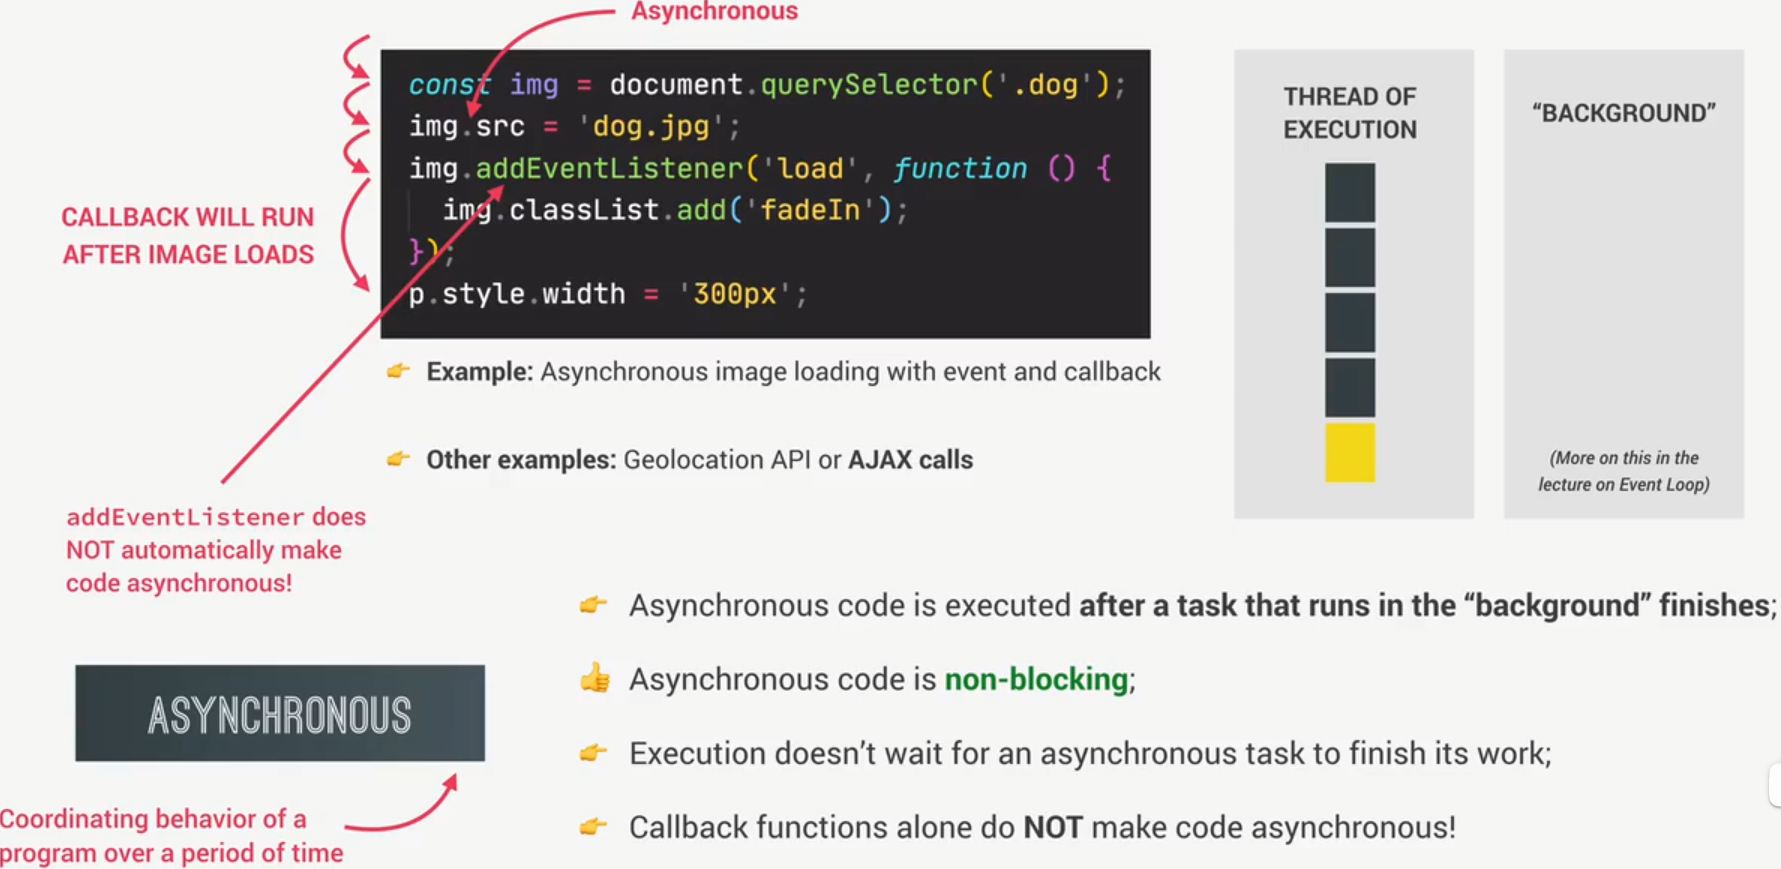 Asynchronous
const img = document.querySelector('.dog');
img.src = 'dog.jpg';
img.addEventListener('load', function () {
img.classList.add('fadeIn');
});
p.style.width = '300px';
CALLBACK WILL RUN
AFTER IMAGE LOADS
THREAD OF
EXECUTION
“BACKGROUND”
(More on this in the
lecture on Event Loop)
👉 Example: Asynchronous image loading with event and callback
👉 Other examples: Geolocation API or AJAX calls
addEventListener does
NOT automatically make
code asynchronous!
👉 Asynchronous code is executed after a task that runs in the “background” finishes;
👍 Asynchronous code is non-blocking;
👉 Execution doesn’t wait for an asynchronous task to finish its work;
👉 Callback functions alone do NOT make code asynchronous!
ASYNCHRONOUS
Coordinating behavior of a
program over a period of time